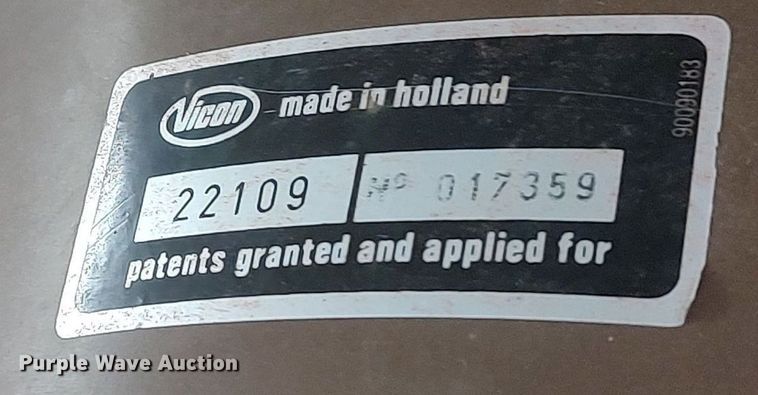 Vicon made in holland
22109 Nº 017359
patents granted and applied for
90090183
Purple Wave Auction